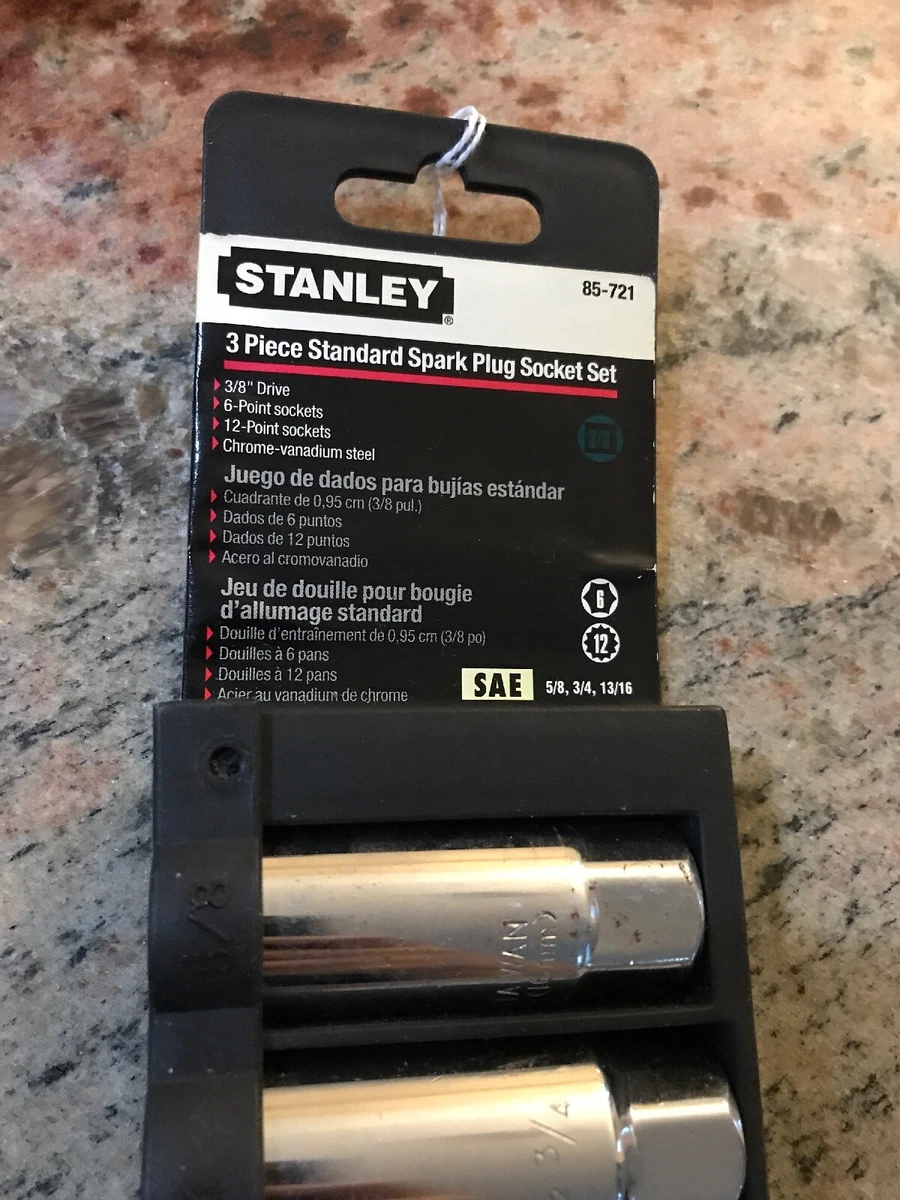 STANLEY®
85-721
3 Piece Standard Spark Plug Socket Set
3/8" Drive
6-Point sockets
12-Point sockets
Chrome-vanadium steel
3/8
Juego de dados para bujías estándar
Cuadrante de 0,95 cm (3/8 pul.)
Dados de 6 puntos
Dados de 12 puntos
Acero al cromovanadio
Jeu de douille pour bougie
d'allumage standard
Douille d'entraînement de 0,95 cm (3/8 po)
Douilles à 6 pans
Douilles à 12 pans
Acier au vanadium de chrome
6
12
SAE 5/8, 3/4, 13/16
/8
AWAN
3/4